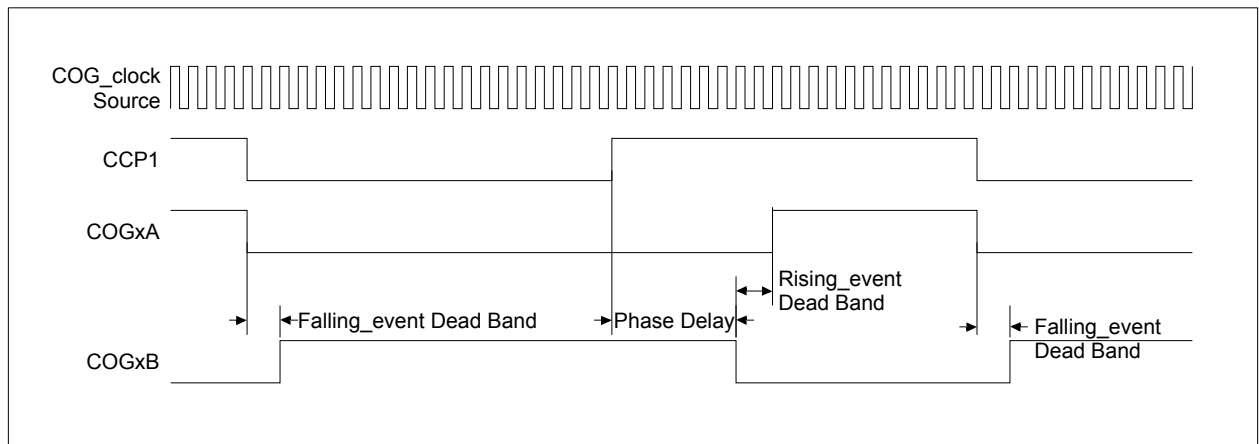 COG_clock
Source
CCP1
COGxA
Rising_event
Dead Band
Falling_event Dead Band
Phase Delay
Falling_event
Dead Band
COGxB